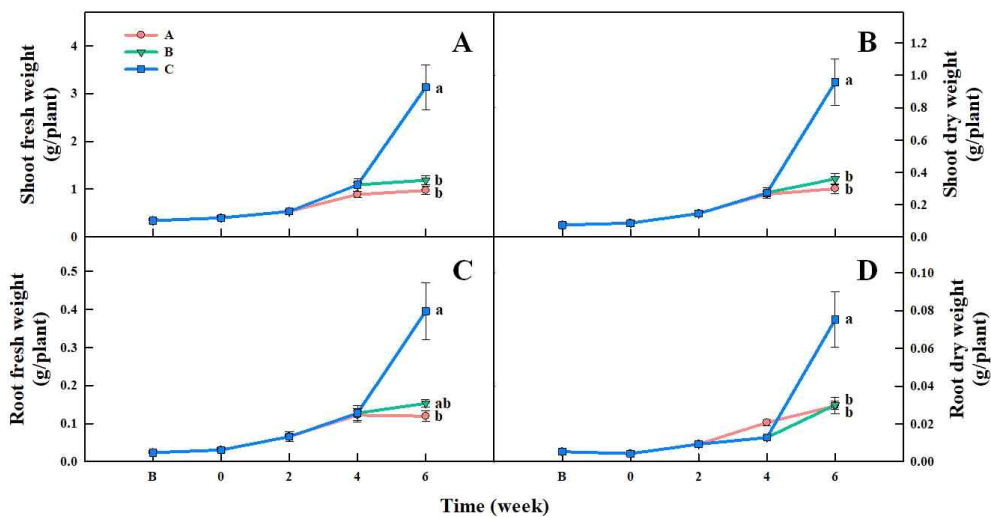 A
B
C
A
Shoot fresh weight
(g/plant)
4
3
2
1
0
a
b
b
B
Shoot dry weight
(g/plant)
1.2
1.0
0.8
0.6
0.4
0.2
0.0
a
b
b
C
Root fresh weight
(g/plant)
0.5
0.4
0.3
0.2
0.1
0.0
a
ab
b
B 0 2 4 6
D
Root dry weight
(g/plant)
0.10
0.08
0.06
0.04
0.02
0.00
a
b
b
B 0 2 4 6
Time (week)